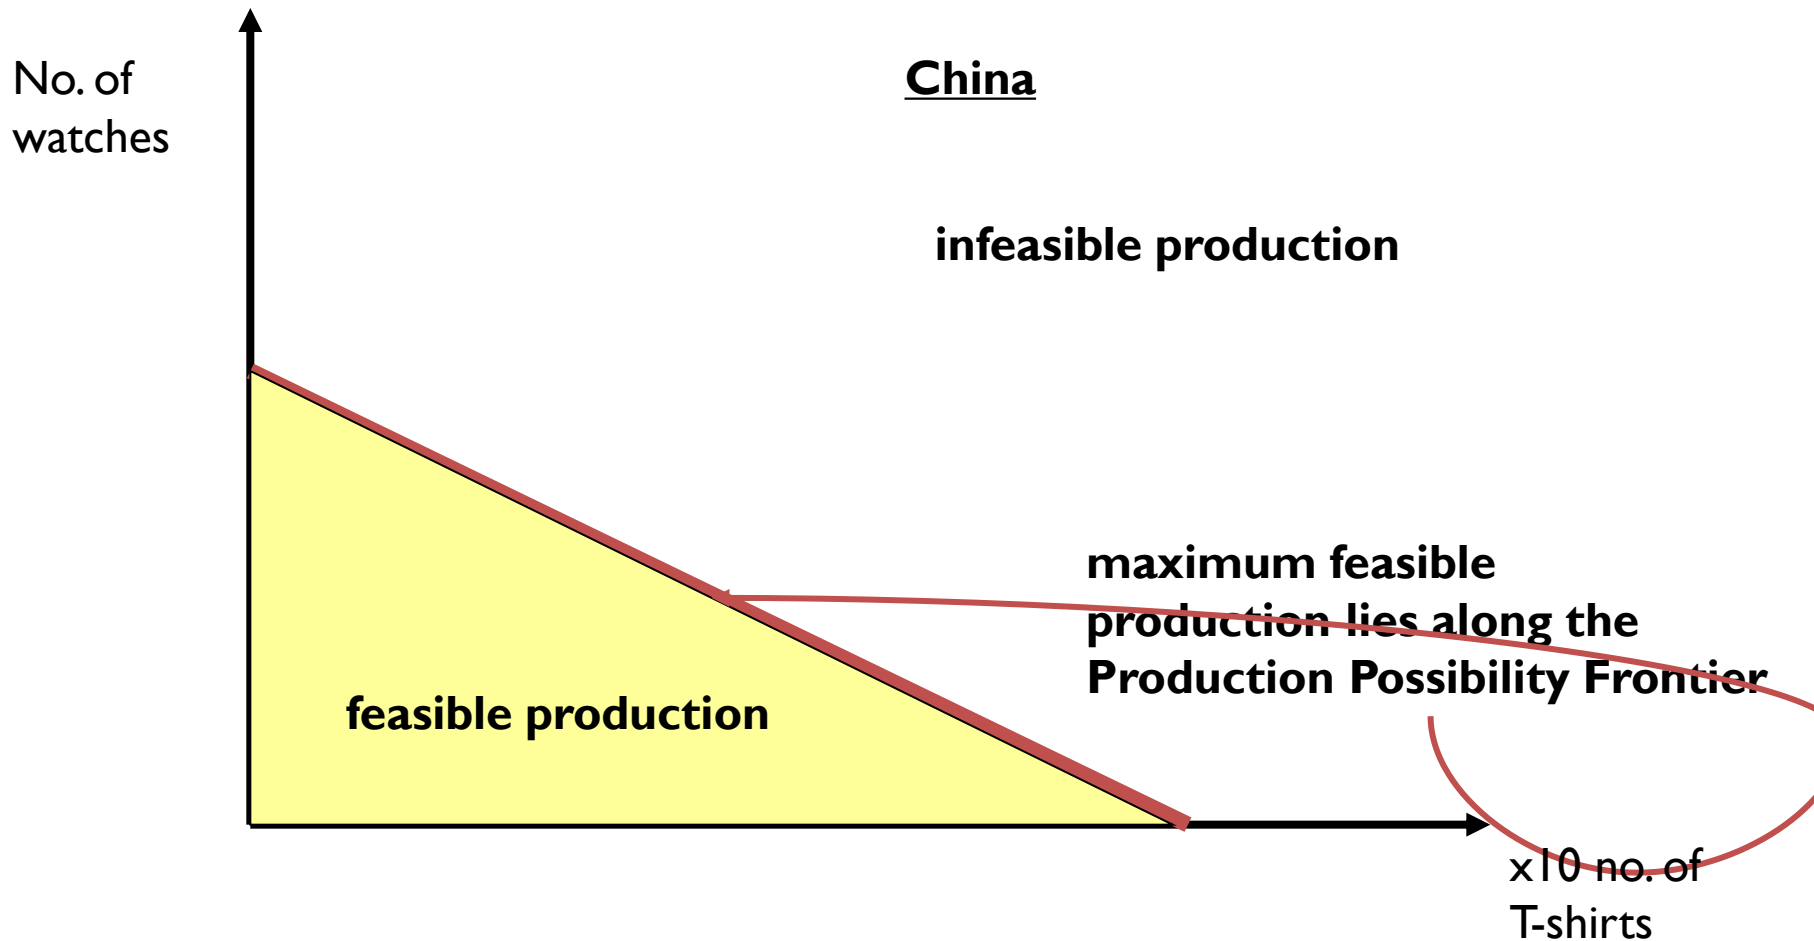 No. of
watches
China
infeasible production
maximum feasible
production lies along the
Production Possibility Frontier
feasible production
x10 no. of
T-shirts